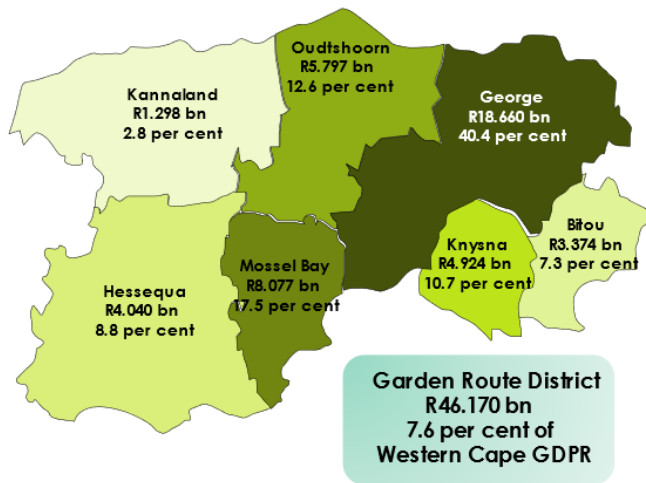 Oudtshoorn
R5.797 bn
12.6 per cent
Kannaland
R1.298 bn
2.8 per cent
George
R18.660 bn
40.4 per cent
Bitou
R3.374 bn
7.3 per cent
Knysna
R4.924 bn
10.7 per cent
Mossel Bay
R8.077 bn
17.5 per cent
Hessequa
R4.040 bn
8.8 per cent
Garden Route District
R46.170 bn
7.6 per cent of
Western Cape GDPR